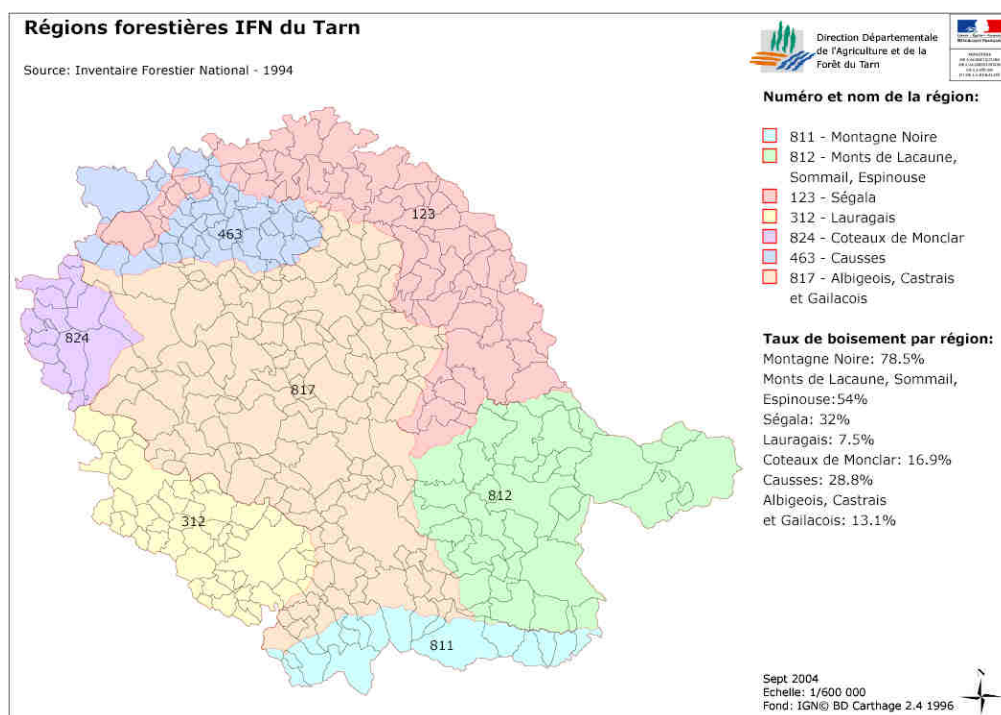 Régions forestières IFN du Tarn
Source: Inventaire Forestier National - 1994
Direction Départementale
de l'Agriculture et de la
Forêt du Tarn
Numéro et nom de la région:
811 - Montagne Noire
812 - Monts de Lacaune,
Sommail, Espinouse
123 - Ségala
312 - Lauragais
824 - Coteaux de Monclar
463 - Causses
817 - Albigeois, Castrais
et Gailacois
Taux de boisement par région:
Montagne Noire: 78.5%
Monts de Lacaune, Sommail,
Espinouse:54%
Ségala: 32%
Lauragais: 7.5%
Coteaux de Monclar: 16.9%
Causses: 28.8%
Albigeois, Castrais
et Gailacois: 13.1%
123
463
824
817
812
312
811
Sept 2004
Echelle: 1/600 000
Fond: IGN© BD Carthage 2.4 1996